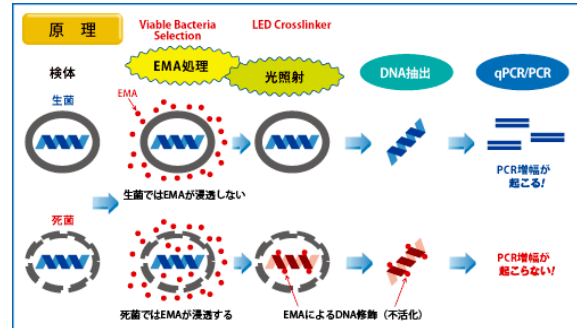 原 理
Viable Bacteria
Selection
LED Crosslinker
検体
EMA処理
光照射
DNA抽出
qPCR/PCR
生菌
EMA
生菌ではEMAが浸透しない
PCR増幅が
起こる!
死菌
死菌ではEMAが浸透する
EMAによるDNA修飾（不活化）
PCR増幅が
起こらない!